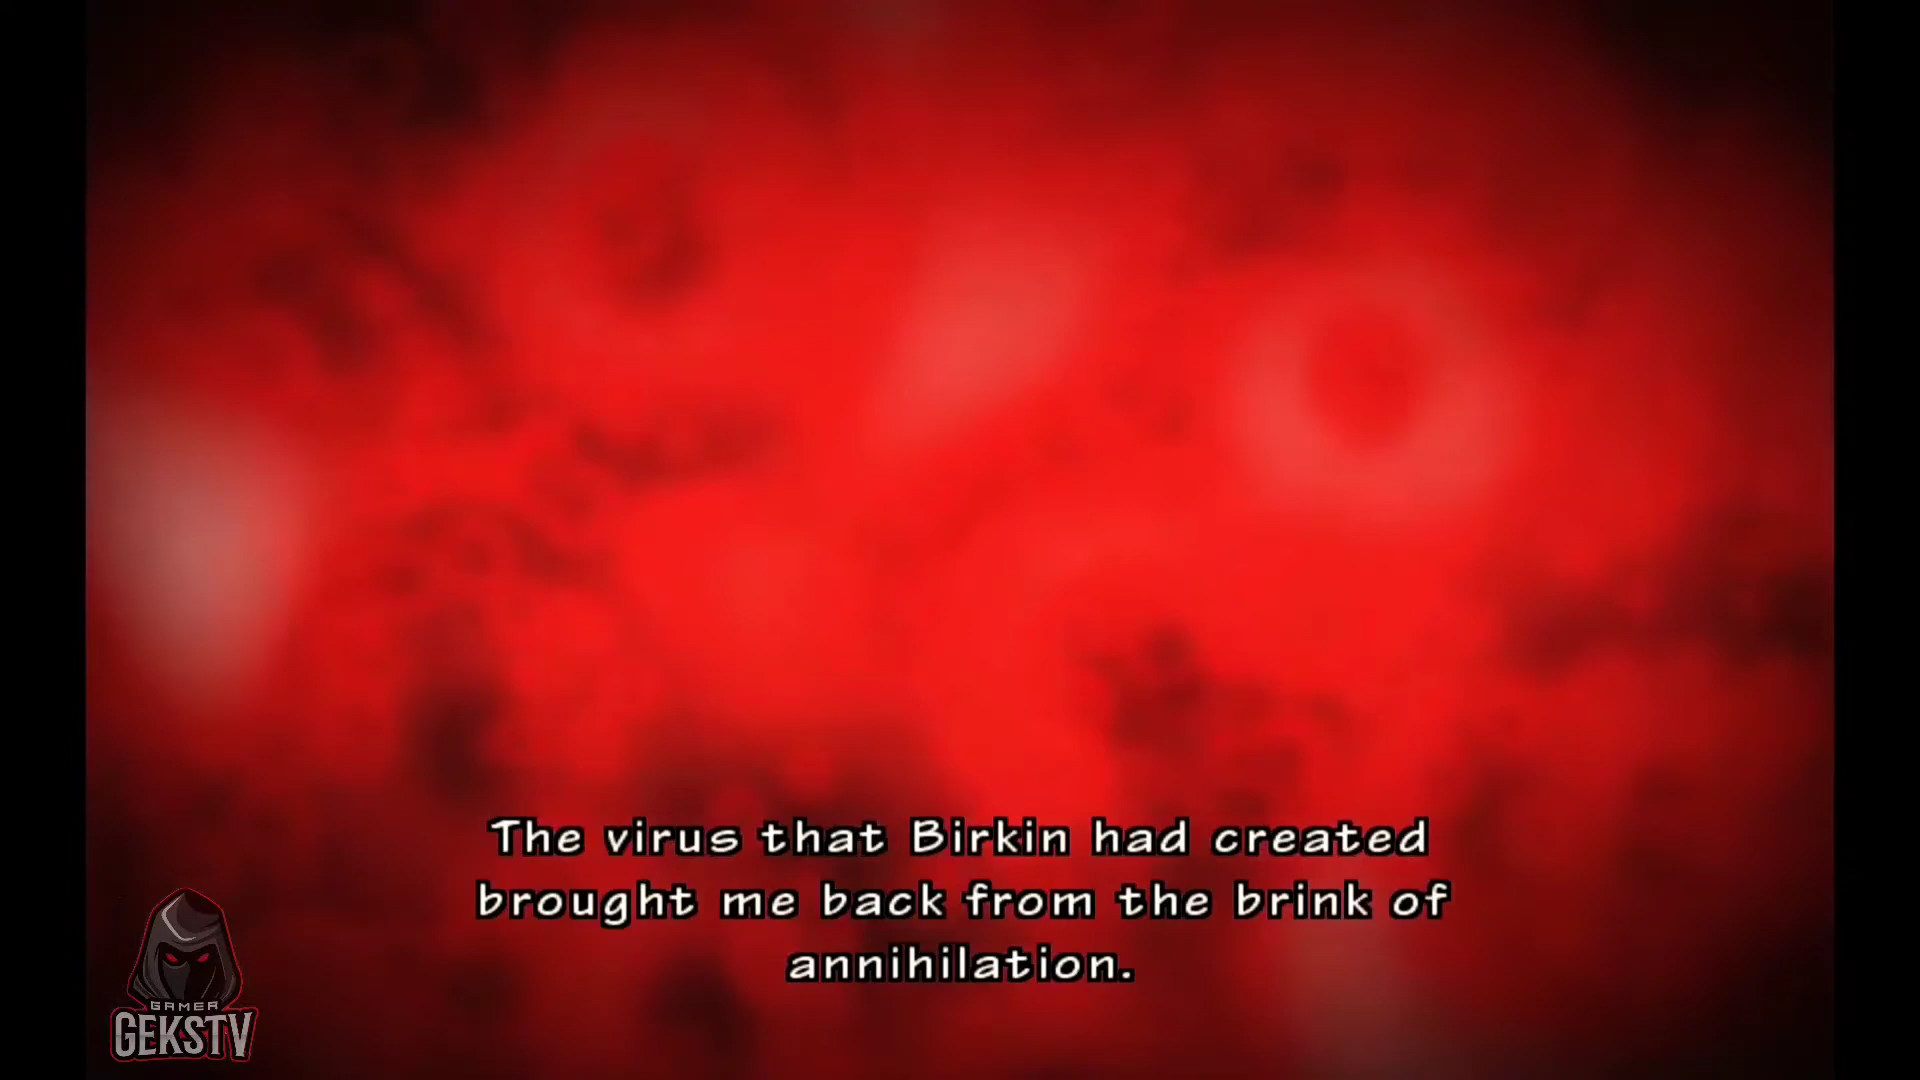 The virus that Birkin had created
brought me back from the brink of
annihilation.
GAMER
GEKSTV